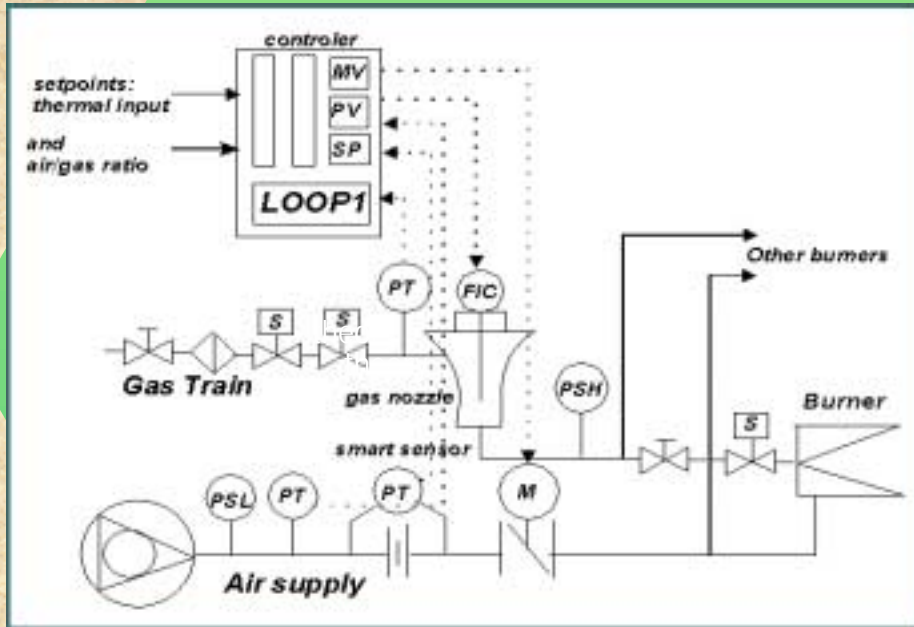 controler
setpoints:
thermal input
and
air/gas ratio
MV
PV
SP
LOOP1
Other burners
PT
FIC
S
S
Gas Train
gas nozzle
PSH
Burner
S
smart sensor
PSL
PT
PT
M
Air supply